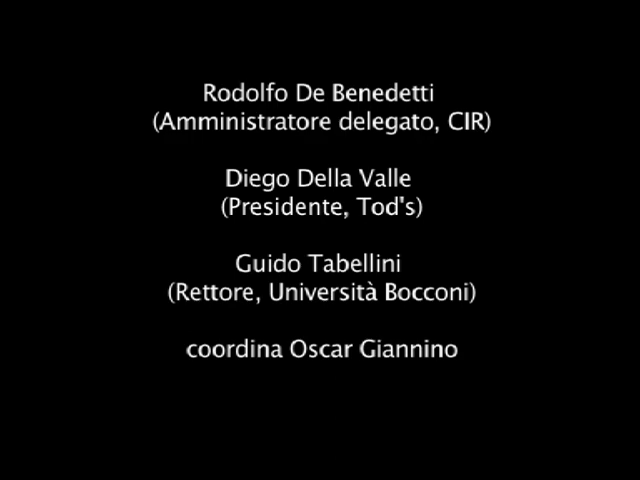 Rodolfo De Benedetti
(Amministratore delegato, CIR)
Diego Della Valle
(Presidente, Tod's)
Guido Tabellini
(Rettore, Università Bocconi)
coordina Oscar Giannino